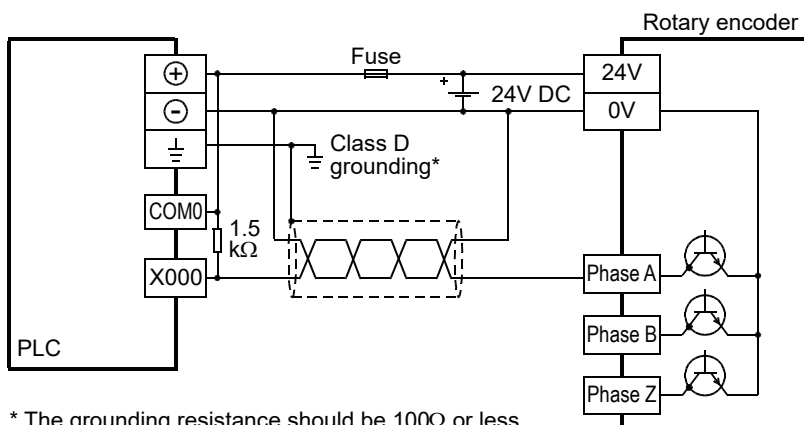 Rotary encoder
Fuse
+
24V DC
24V
0V
Class D
grounding*
COM0
1.5
kΩ
X000
PLC
Phase A
Phase B
Phase Z
* The grounding resistance should be 100Ω or less.